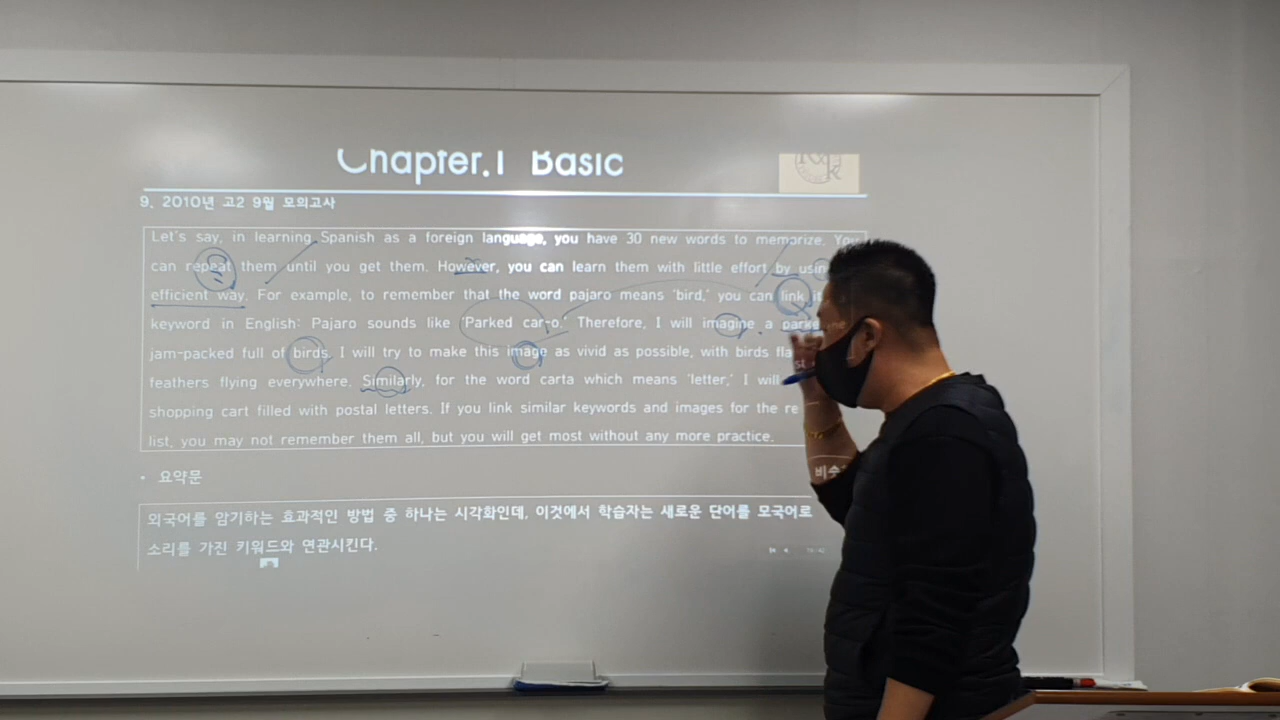 Chapter.1 Basic
9. 2010년 고2 9월 모의고사
Let's say, in learning Spanish as a foreign language, you have 30 new words to memorize. You
can repeat them until you get them. However, you can learn them with little effort by
efficient way. For example, to remember that the word pajaro means 'bird,' you can link
keyword in English: Pajaro sounds like 'Parked car-o.' Therefore, I will imagine a
jam-packed full of birds. I will try to make this image as vivid as possible, with birds
feathers flying everywhere. Similarly, for the word carta which means 'letter,' I will
shopping cart filled with postal letters. If you link similar keywords and images for the
list, you may not remember them all, but you will get most without any more practice.
• 요약문
외국어를 암기하는 효과적인 방법 중 하나는 시각화인데, 이것에서 학습자는 새로운 단어를 모국어로
소리를 가진 키워드와 연관시킨다.